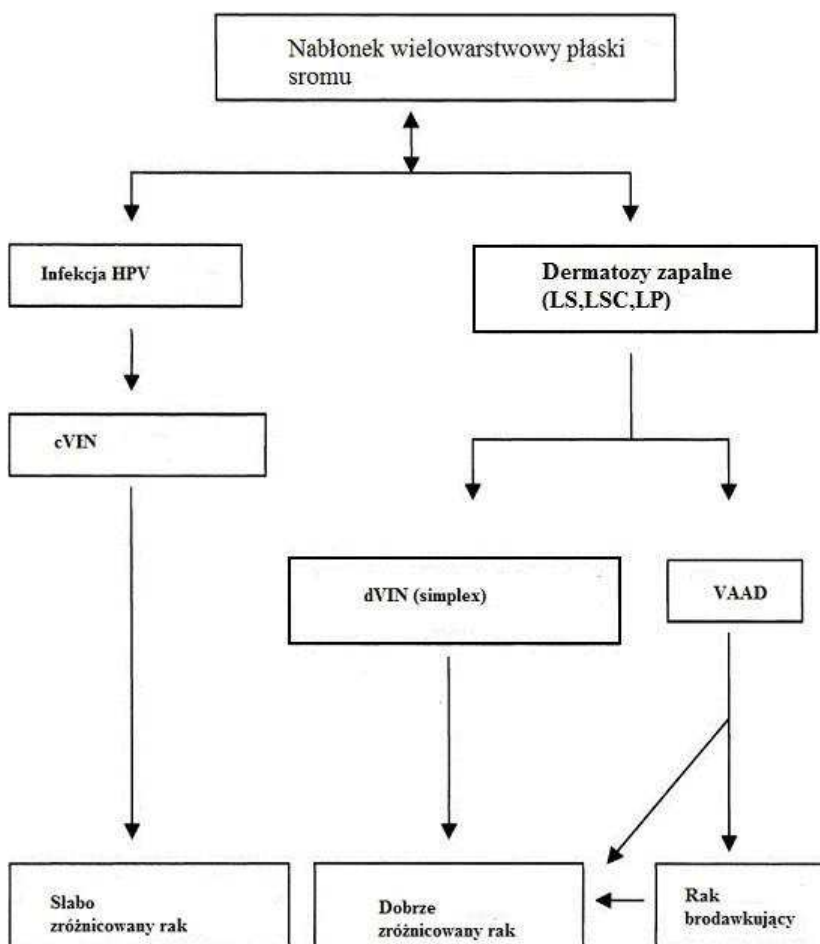 Nabłonek wielowarstwowy płaski
sromu
Infekcja HPV
Dermatozy zapalne
(LS,LSC,LP)
cVIN
dVIN (simplex)
VAAD
Słabo
zróżnicowany rak
Dobrze
zróżnicowany rak
Rak
brodawkujący